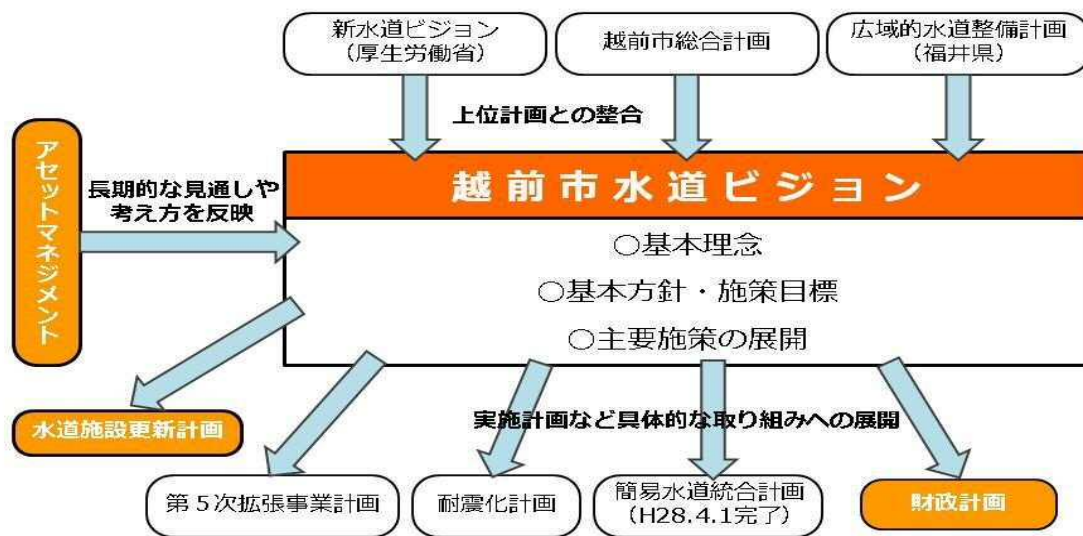 新水道ビジョン
（厚生労働省）
越前市総合計画
広域的水道整備計画
（福井県）
上位計画との整合
アセットマネジメント
長期的な見通しや
考え方を反映
越前市水道ビジョン
○基本理念
○基本方針・施策目標
○主要施策の展開
実施計画など具体的な取り組みへの展開
水道施設更新計画
第５次拡張事業計画
耐震化計画
簡易水道統合計画
（H28.4.1完了）
財政計画